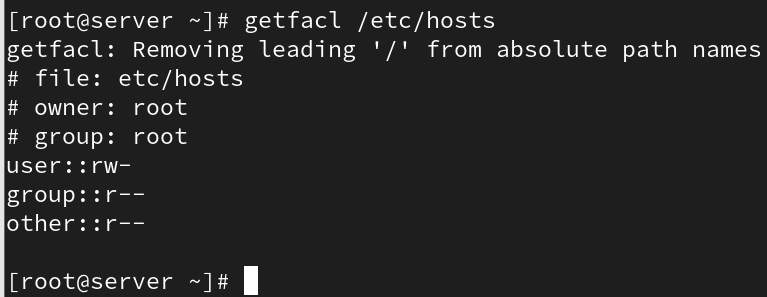 [root@server ~]# getfacl /etc/hosts
getfacl: Removing leading '/' from absolute path names
# file: etc/hosts
# owner: root
# group: root
user::rw-
group::r--
other::r--
[root@server ~]#